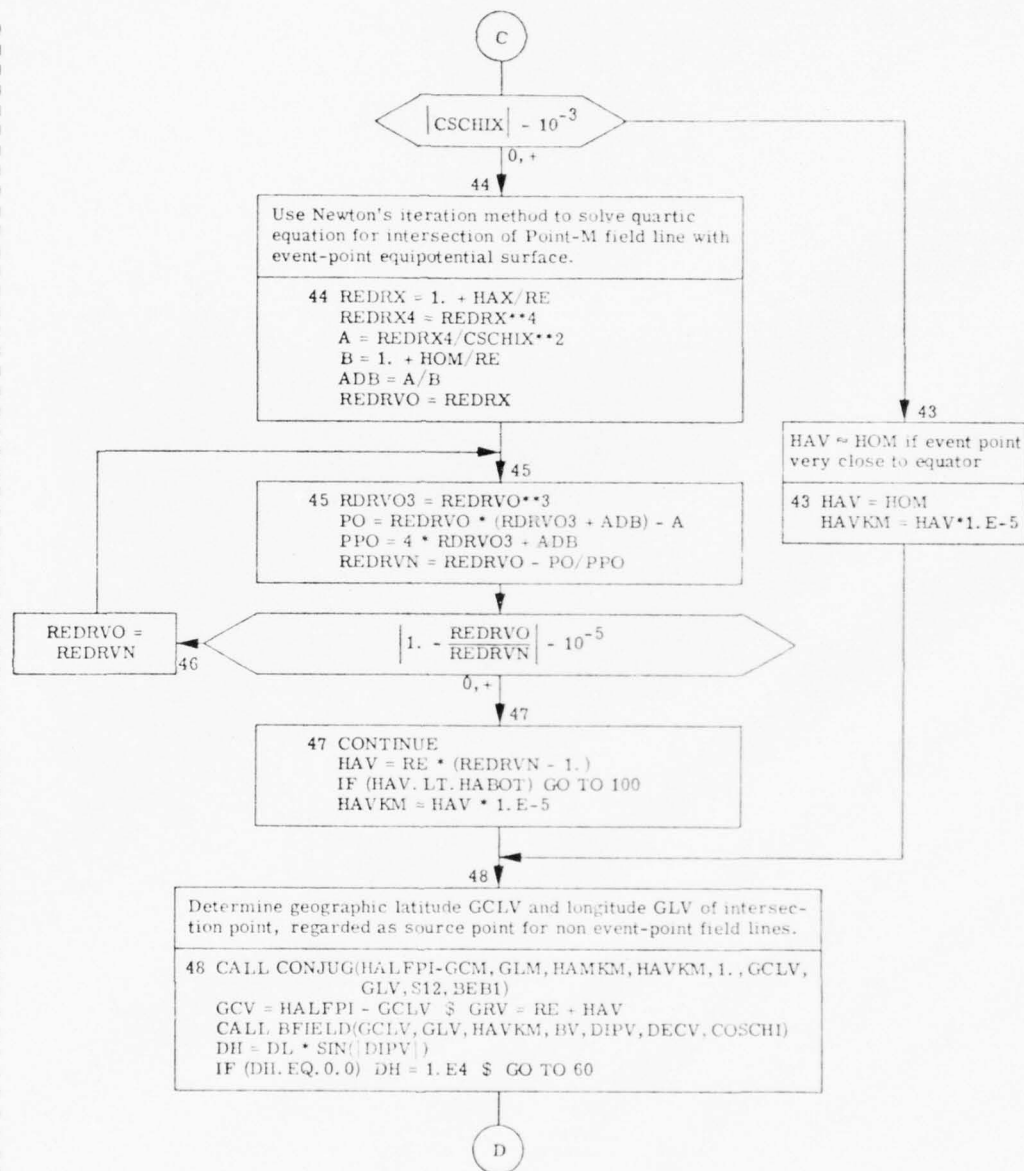 C
|CSCHIX| - 10⁻³
0, +
44
Use Newton's iteration method to solve quartic
equation for intersection of Point-M field line with
event-point equipotential surface.
44 REDRX = 1. + HAX/RE
REDRX4 = REDRX**4
A = REDRX4/CSCHIX**2
B = 1. + HOM/RE
ADB = A/B
REDRVO = REDRX
43
HAV ≈ HOM if event point
very close to equator
43 HAV = HOM
HAVKM = HAV*1.E-5
45
45 RDRVO3 = REDRVO**3
PO = REDRVO * (RDRVO3 + ADB) - A
PPO = 4 * RDRVO3 + ADB
REDRVN = REDRVO - PO/PPO
REDRVO =
REDRVN
46
|1. - REDRVO/REDRVN| - 10⁻⁵
0, +
47
47 CONTINUE
HAV = RE * (REDRVN - 1.)
IF (HAV.LT.HABOT) GO TO 100
HAVKM = HAV * 1.E-5
48
Determine geographic latitude GCLV and longitude GLV of intersec-
tion point, regarded as source point for non event-point field lines.
48 CALL CONJUG(HALFPI-GCM, GLM, HAMKM, HAVKM, 1., GCLV,
GLV, S12, BEB1)
GCV = HALFPI - GCLV $ GRV = RE + HAV
CALL BFIELD(GCLV, GLV, HAVKM, BV, DIPV, DECV, COSCHI)
DH = DL * SIN(|DIPV|)
IF (DH.EQ.0.0) DH = 1.E4 $ GO TO 60
D